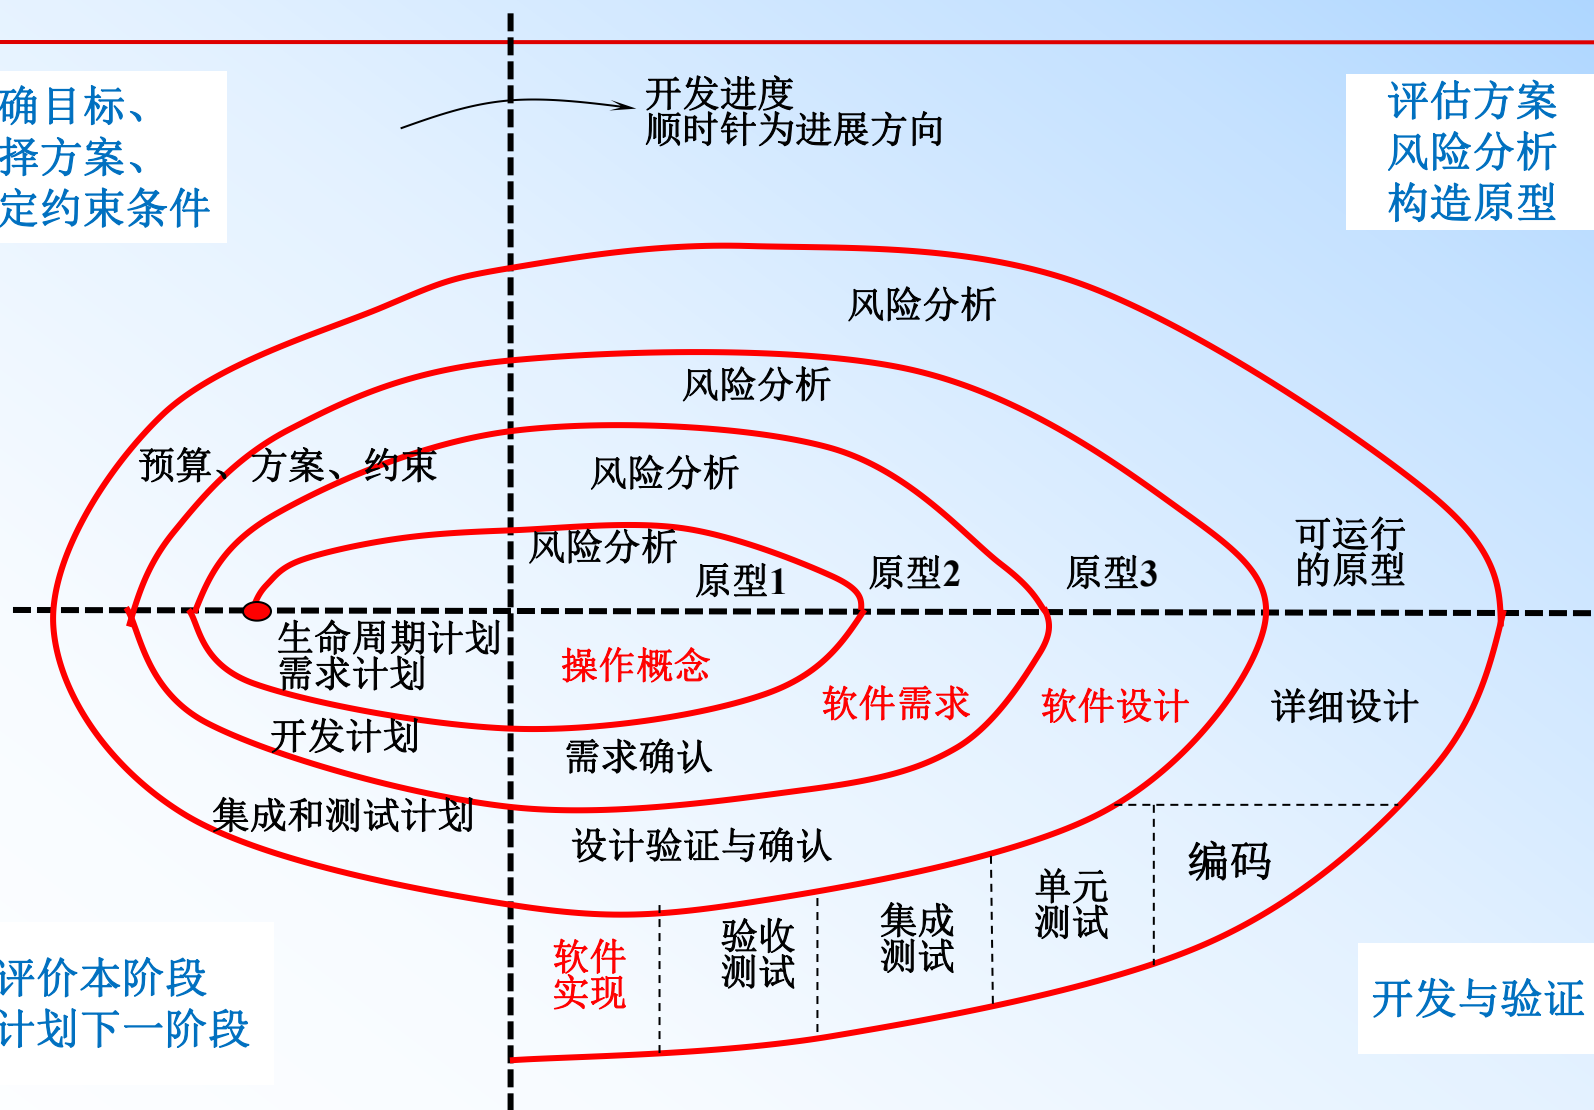 确目标、
择方案、
定约束条件
开发进度
顺时针为进展方向
评估方案
风险分析
构造原型
风险分析
风险分析
预算、方案、约束
风险分析
风险分析
原型1
原型2
原型3
可运行
的原型
生命周期计划
需求计划
操作概念
软件需求
软件设计
详细设计
开发计划
需求确认
集成和测试计划
设计验证与确认
编码
单元
测试
集成
测试
验收
测试
软件
实现
评价本阶段
计划下一阶段
开发与验证